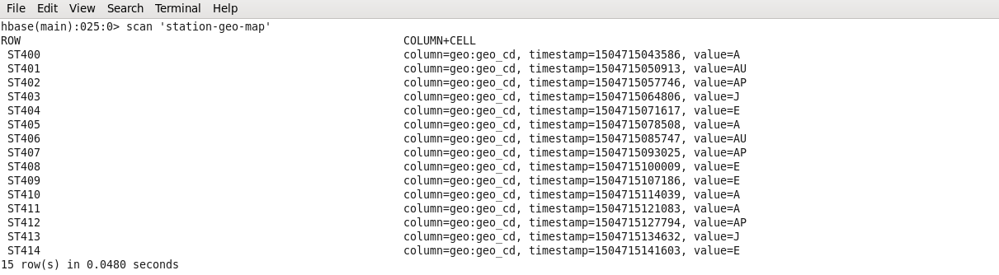 File Edit View Search Terminal Help
hbase(main):025:0> scan 'station-geo-map'
ROW COLUMN+CELL
ST400 column=geo:geo_cd, timestamp=1504715043586, value=A
ST401 column=geo:geo_cd, timestamp=1504715050913, value=AU
ST402 column=geo:geo_cd, timestamp=1504715057746, value=AP
ST403 column=geo:geo_cd, timestamp=1504715064806, value=J
ST404 column=geo:geo_cd, timestamp=1504715071617, value=E
ST405 column=geo:geo_cd, timestamp=1504715078508, value=A
ST406 column=geo:geo_cd, timestamp=1504715085747, value=AU
ST407 column=geo:geo_cd, timestamp=1504715093025, value=AP
ST408 column=geo:geo_cd, timestamp=1504715100009, value=E
ST409 column=geo:geo_cd, timestamp=1504715107186, value=E
ST410 column=geo:geo_cd, timestamp=1504715114039, value=A
ST411 column=geo:geo_cd, timestamp=1504715121083, value=A
ST412 column=geo:geo_cd, timestamp=1504715127794, value=AP
ST413 column=geo:geo_cd, timestamp=1504715134632, value=J
ST414 column=geo:geo_cd, timestamp=1504715141603, value=E
15 row(s) in 0.0480 seconds